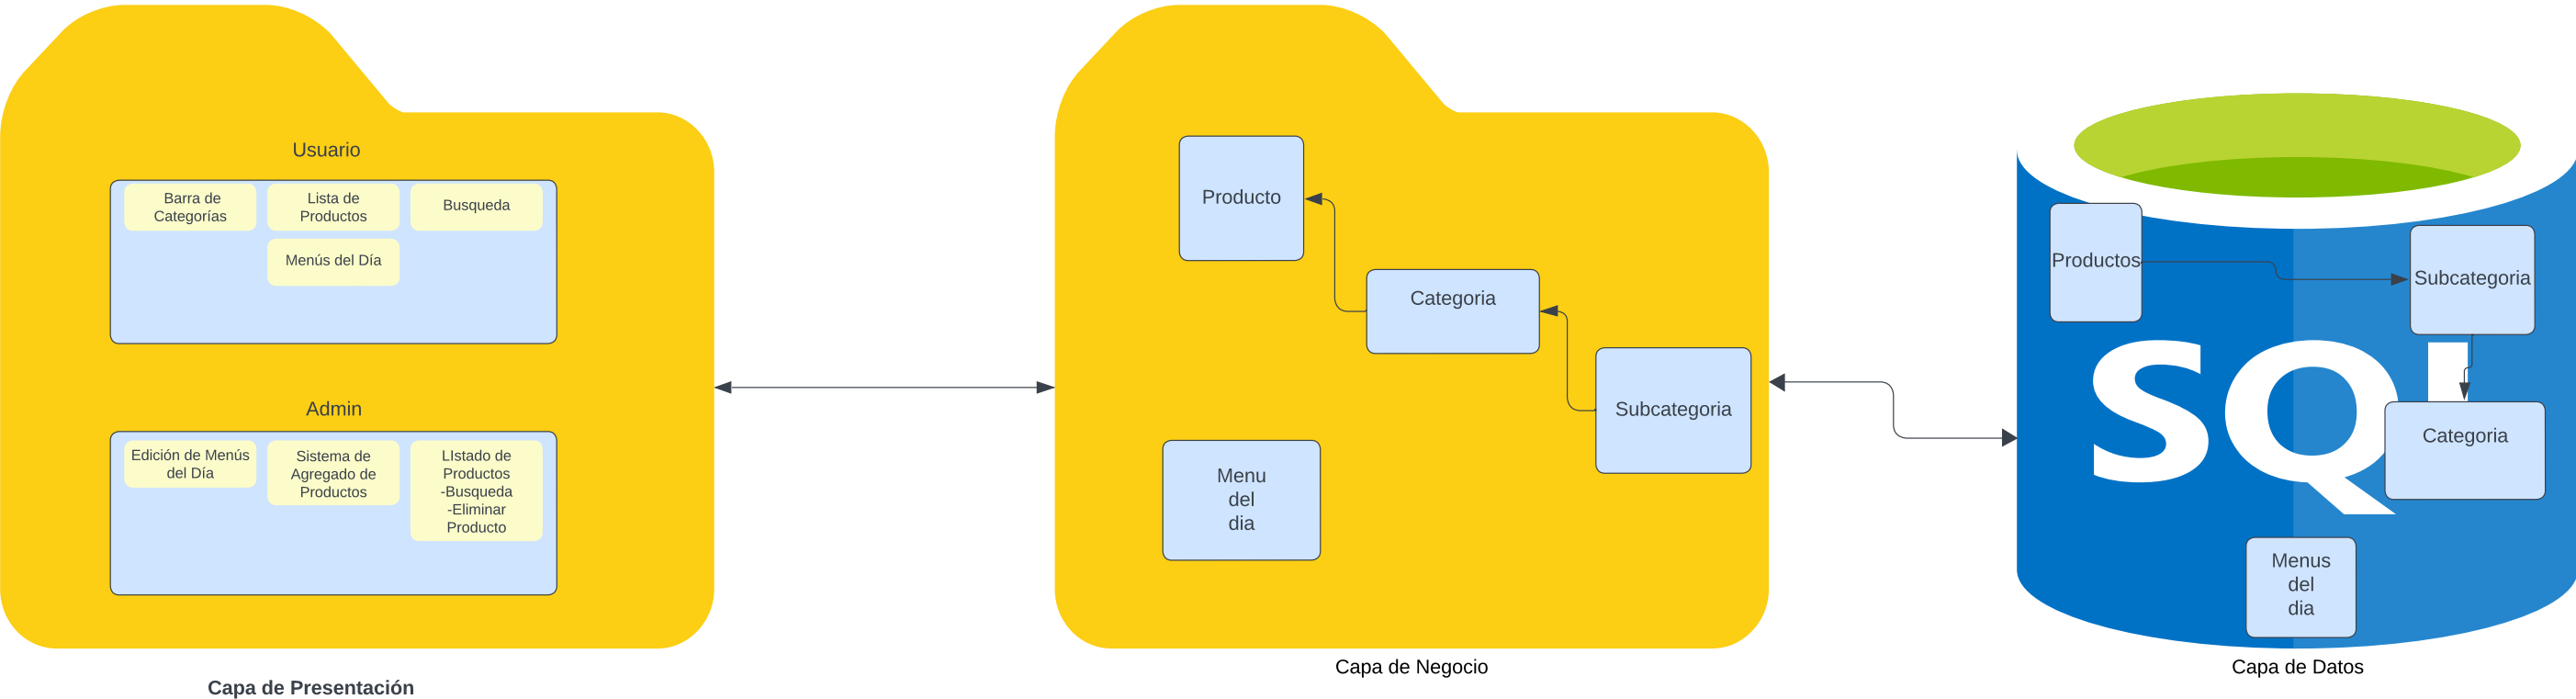 Usuario
Barra de
Categorías
Lista de
Productos
Busqueda
Menús del Día
Admin
Edición de Menús
del Día
Sistema de
Agregado de
Productos
LIstado de
Productos
-Busqueda
-Eliminar
Producto
Capa de Presentación
Producto
Categoria
Subcategoria
Menu
del
dia
Capa de Negocio
Productos
Subcategoria
SQL
Categoria
Menus
del
dia
Capa de Datos